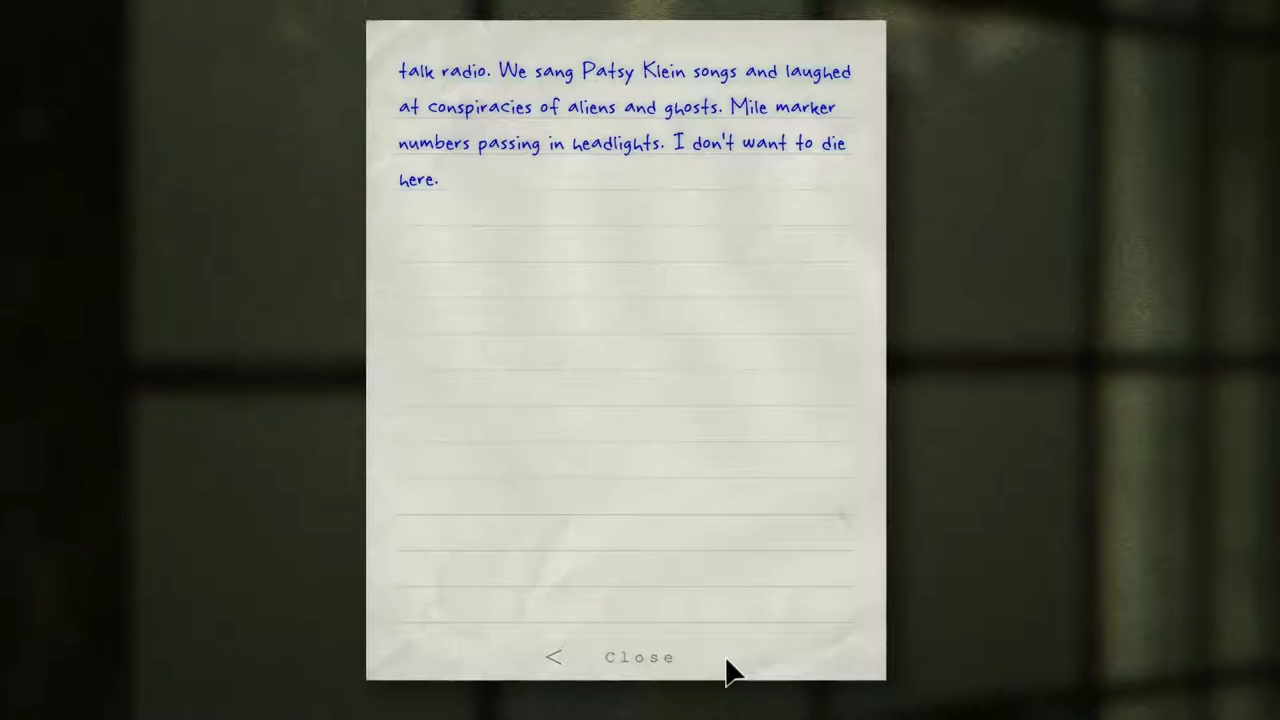 talk radio. We sang Patsy Klein songs and laughed
at conspiracies of aliens and ghosts. Mile marker
numbers passing in headlights. I don't want to die
here.
< Close